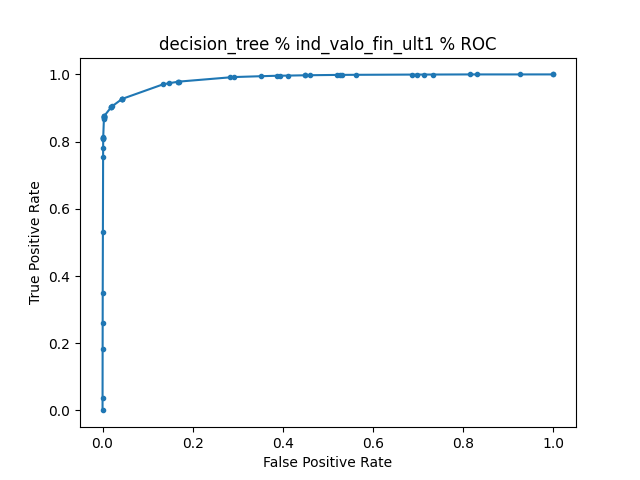 decision_tree % ind_valo_fin_ult1 % ROC
1.0
0.8
0.6
0.4
0.2
0.0
True Positive Rate
0.0 0.2 0.4 0.6 0.8 1.0
False Positive Rate